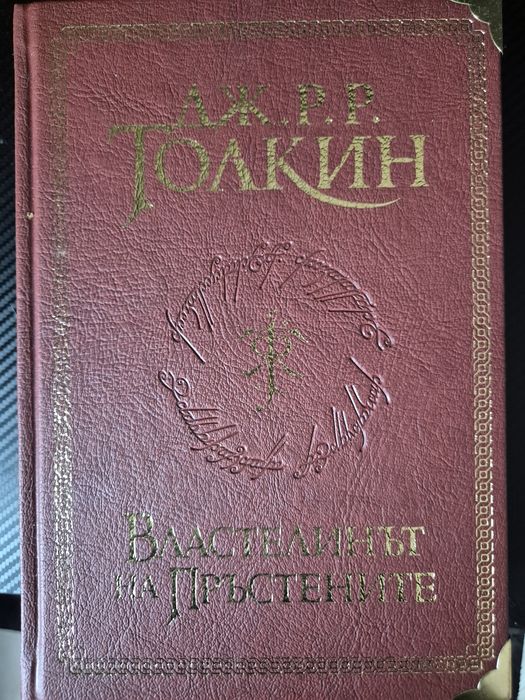 Дж. Р. Р.
Толкин
Властелинът
на Пръстените